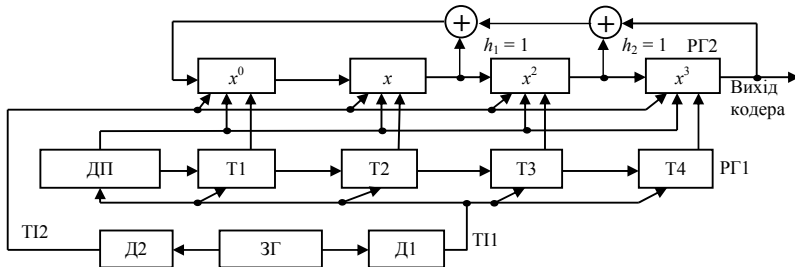 + +
h₁ = 1 h₂ = 1 РГ2
x⁰ x x² x³
Вихід
кодера
ДП Т1 Т2 Т3 Т4 РГ1
ТІ2 Д2 ЗГ Д1 ТІ1